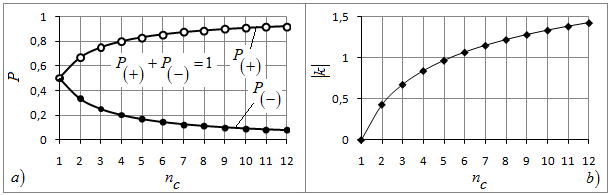 P
1
0,8
0,6
0,4
0,2
0
P(+) + P(−) = 1
P(+)
P(−)
1 2 3 4 5 6 7 8 9 10 11 12
a) n_c
|k|
1,5
1
0,5
0
1 2 3 4 5 6 7 8 9 10 11 12
n_c b)